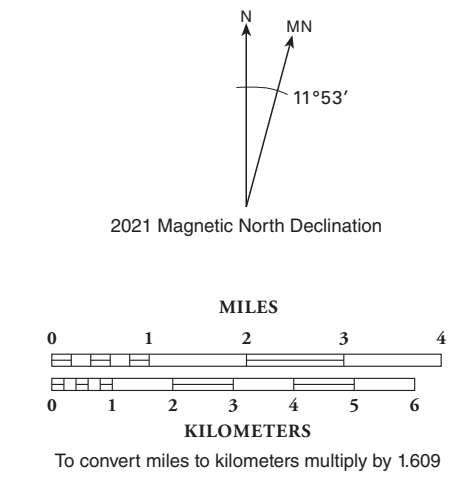 N
MN
11°53′
2021 Magnetic North Declination
MILES
0 1 2 3 4
0 1 2 3 4 5 6
KILOMETERS
To convert miles to kilometers multiply by 1.609